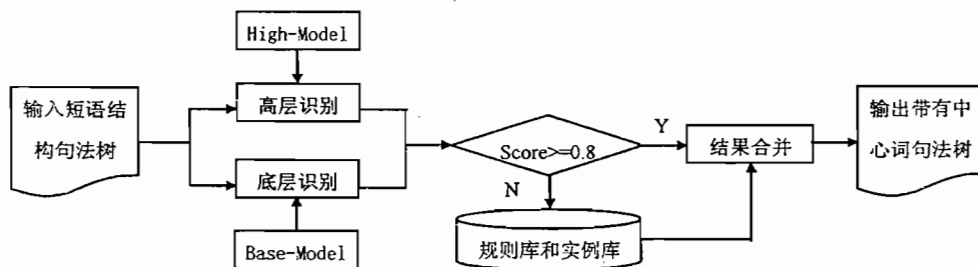 High-Model
输入短语结
构句法树
高层识别
底层识别
Base-Model
Score>=0.8
Y
N
规则库和实例库
结果合并
输出带有中
心词句法树